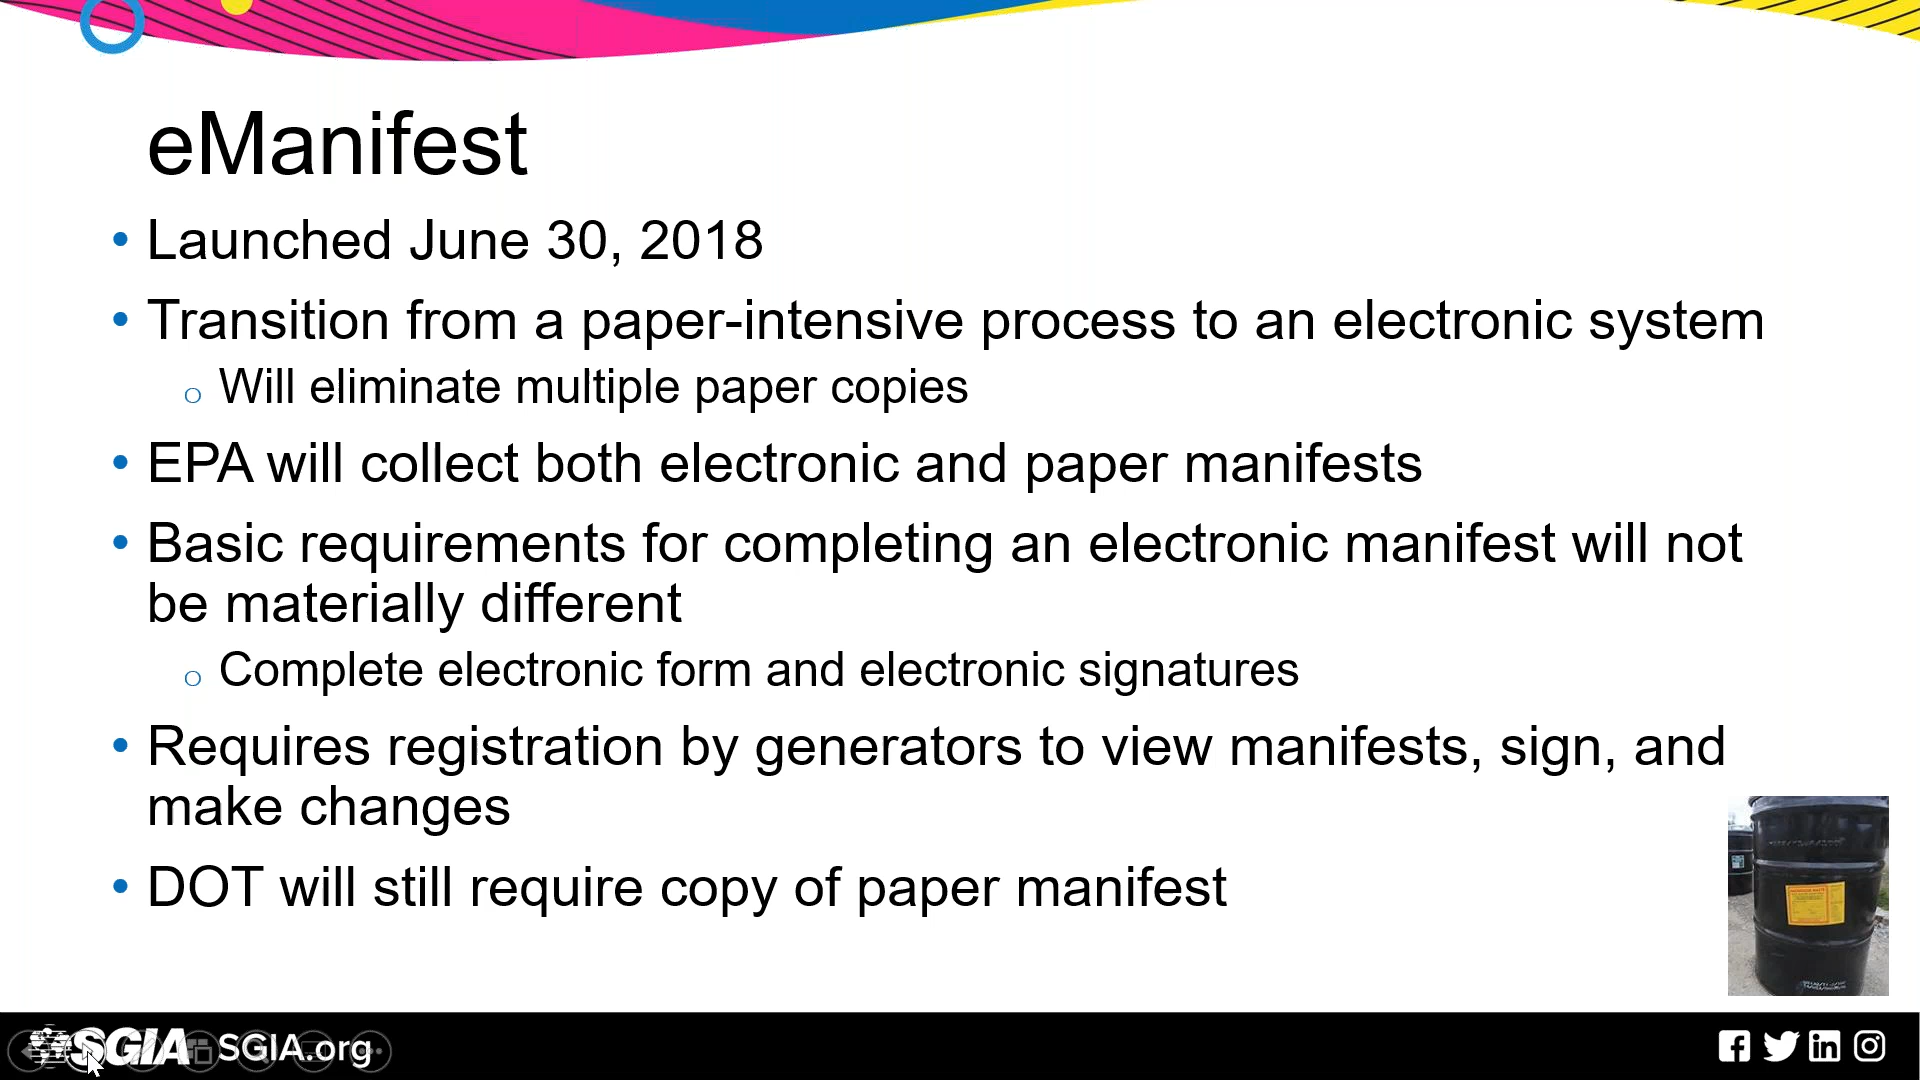 eManifest
• Launched June 30, 2018
• Transition from a paper-intensive process to an electronic system
o Will eliminate multiple paper copies
• EPA will collect both electronic and paper manifests
• Basic requirements for completing an electronic manifest will not
be materially different
o Complete electronic form and electronic signatures
• Requires registration by generators to view manifests, sign, and
make changes
• DOT will still require copy of paper manifest
SGIA SGIA.org